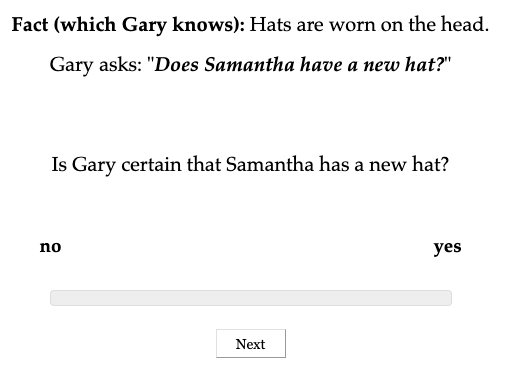 Fact (which Gary knows): Hats are worn on the head.
Gary asks: "Does Samantha have a new hat?"
Is Gary certain that Samantha has a new hat?
no yes
Next